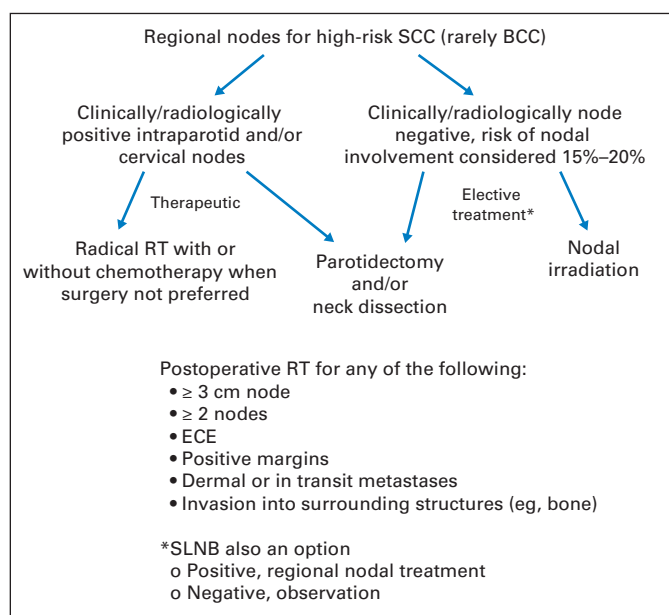 Regional nodes for high-risk SCC (rarely BCC)
Clinically/radiologically
positive intraparotid and/or
cervical nodes
Clinically/radiologically node
negative, risk of nodal
involvement considered 15%–20%
Therapeutic
Elective
treatment*
Radical RT with or
without chemotherapy when
surgery not preferred
Parotidectomy
and/or
neck dissection
Nodal
irradiation
Postoperative RT for any of the following:
• ≥ 3 cm node
• ≥ 2 nodes
• ECE
• Positive margins
• Dermal or in transit metastases
• Invasion into surrounding structures (eg, bone)
*SLNB also an option
o Positive, regional nodal treatment
o Negative, observation